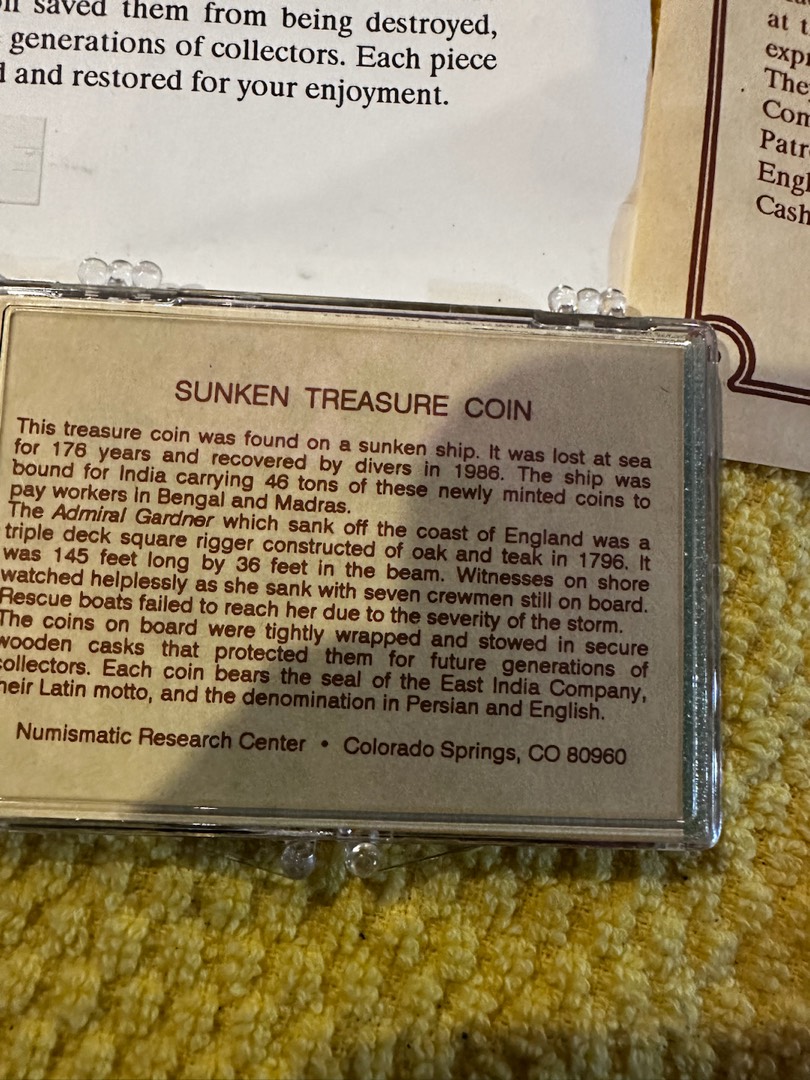 saved them from being destroyed,
generations of collectors. Each piece
and restored for your enjoyment.
at
The
Cash
SUNKEN TREASURE COIN
This treasure coin was found on a sunken ship. It was lost at sea
for 176 years and recovered by divers in 1986. The ship was
bound for India carrying 46 tons of these newly minted coins to
pay workers in Bengal and Madras.
The Admiral Gardner which sank off the coast of England was a
triple deck square rigger constructed of oak and teak in 1796. It
was 145 feet long by 36 feet in the beam. Witnesses on shore
watched helplessly as she sank with seven crewmen still on board.
Rescue boats failed to reach her due to the severity of the storm.
The coins on board were tightly wrapped and stowed in secure
wooden casks that protected them for future generations of
collectors. Each coin bears the seal of the East India Company,
heir Latin motto, and the denomination in Persian and English.
Numismatic Research Center • Colorado Springs, CO 80960